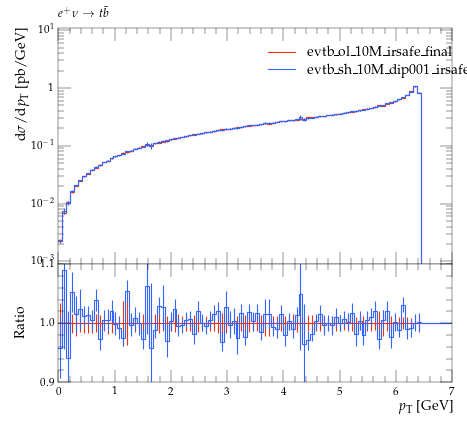 e⁺ν → tb̄
10¹
evtb_ol_10M_irsafe_final
evtb_sh_10M_dip001_irsafe
dσ/dp_T [pb/GeV]
1
10⁻¹
10⁻²
10⁻³
1.1
Ratio
1.0
0.9
0 1 2 3 4 5 6 7
p_T [GeV]